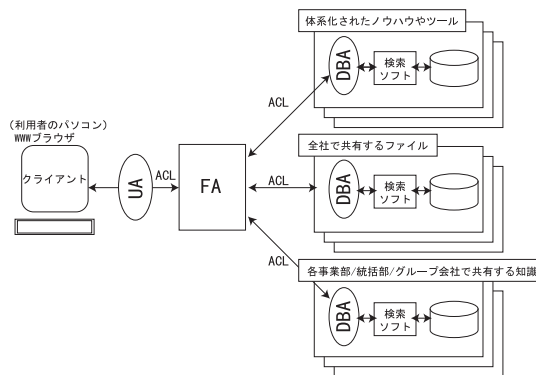 体系化されたノウハウやツール
DBA
検索
ソフト
ACL
(利用者のパソコン)
WWWブラウザ
クライアント
UA
ACL
FA
ACL
全社で共有するファイル
DBA
検索
ソフト
ACL
各事業部/統括部/グループ会社で共有する知識
DBA
検索
ソフト